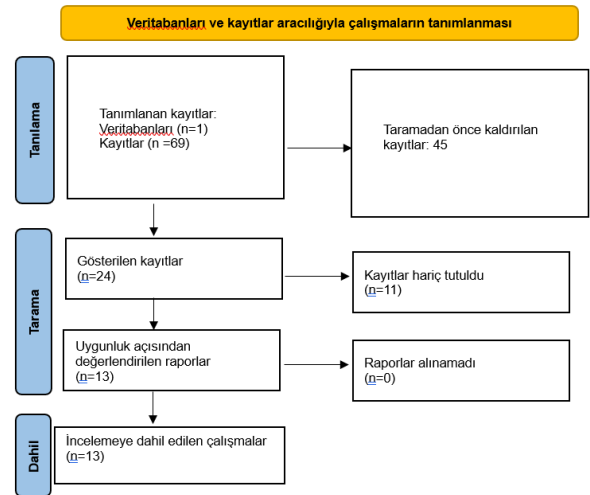 Veritabanları ve kayıtlar aracılığıyla çalışmaların tanımlanması
Tanılama
Tanımlanan kayıtlar:
Veritabanları (n=1)
Kayıtlar (n =69)
Taramadan önce kaldırılan
kayıtlar: 45
Tarama
Gösterilen kayıtlar
(n=24)
Kayıtlar hariç tutuldu
(n=11)
Uygunluk açısından
değerlendirilen raporlar
(n=13)
Raporlar alınamadı
(n=0)
Dahil
İncelemeye dahil edilen çalışmalar
(n=13)